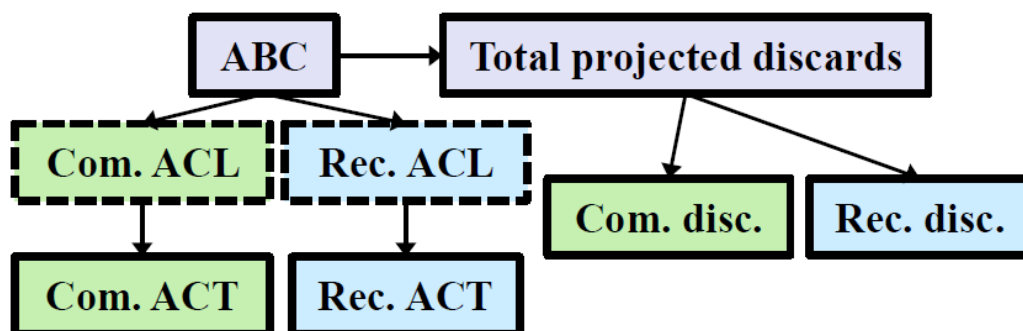 ABC
Total projected discards
Com. ACL
Rec. ACL
Com. disc.
Rec. disc.
Com. ACT
Rec. ACT